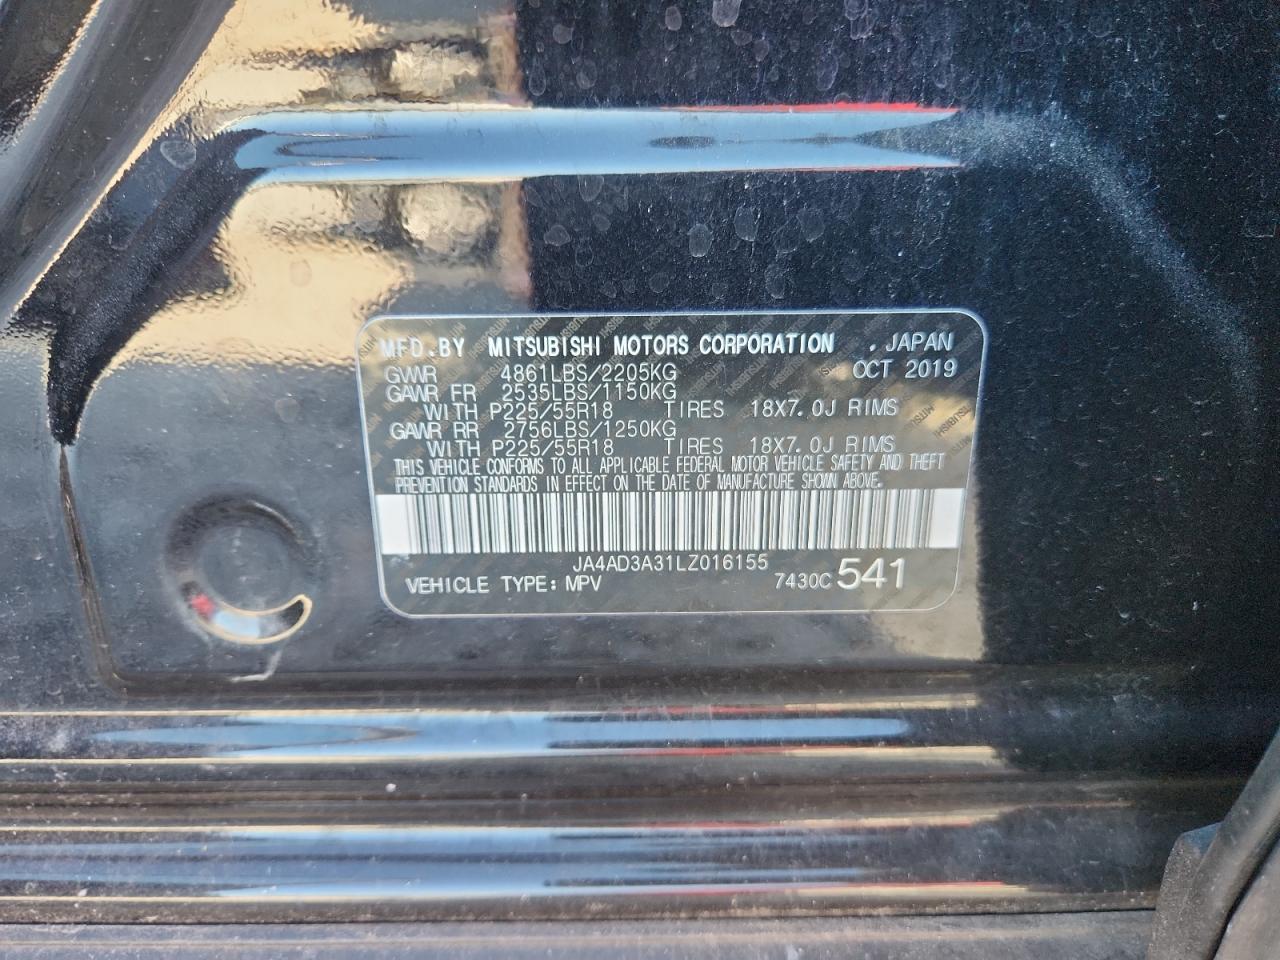 MFD.BY MITSUBISHI MOTORS CORPORATION , JAPAN
GWR 4861LBS/2205KG OCT 2019
GAWR FR 2535LBS/1150KG
WITH P225/55R18 TIRES 18X7.0J RIMS
GAWR RR 2756LBS/1250KG
WITH P225/55R18 TIRES 18X7.0J RIMS
THIS VEHICLE CONFORMS TO ALL APPLICABLE FEDERAL MOTOR VEHICLE SAFETY AND THEFT
PREVENTION STANDARDS IN EFFECT ON THE DATE OF MANUFACTURE SHOWN ABOVE.
JA4AD3A31LZ016155
VEHICLE TYPE: MPV 7430C 541